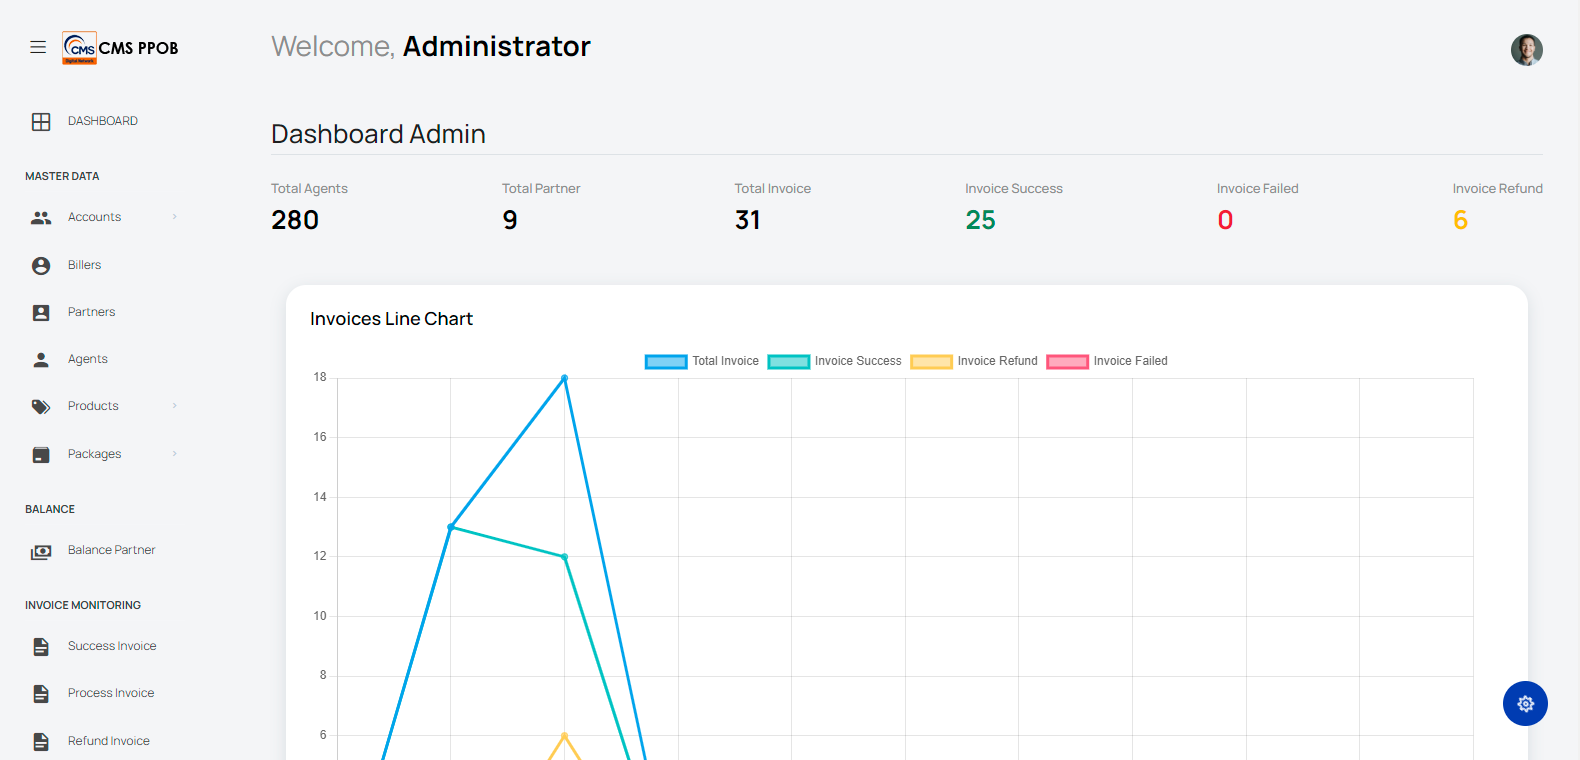 CMS
Digital Network
CMS PPOB
Welcome, Administrator
DASHBOARD
MASTER DATA
Accounts
Billers
Partners
Agents
Products
Packages
BALANCE
Balance Partner
INVOICE MONITORING
Success Invoice
Process Invoice
Refund Invoice
Dashboard Admin
Total Agents
280
Total Partner
9
Total Invoice
31
Invoice Success
25
Invoice Failed
0
Invoice Refund
6
Invoices Line Chart
Total Invoice
Invoice Success
Invoice Refund
Invoice Failed
18
16
14
12
10
8
6